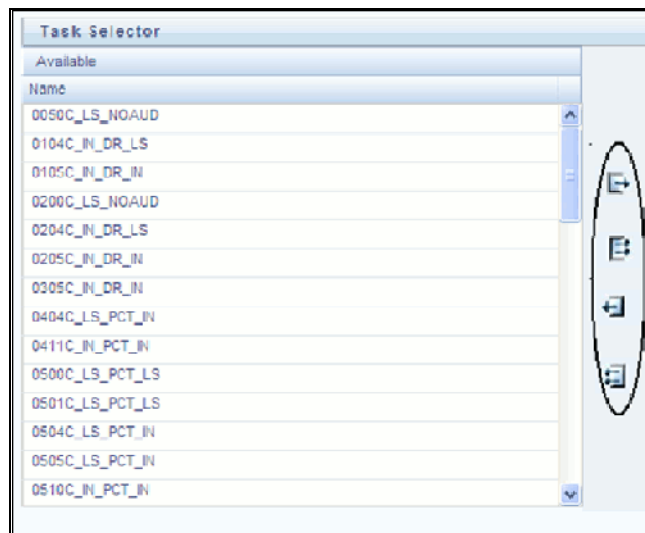 Task Selector
Available
Name
0050C_LS_NOAUD
0104C_IN_DR_LS
0105C_IN_DR_IN
0200C_LS_NOAUD
0204C_IN_DR_LS
0205C_IN_DR_IN
0305C_IN_DR_IN
0404C_LS_PCT_IN
0411C_IN_PCT_IN
0500C_LS_PCT_LS
0501C_LS_PCT_LS
0504C_LS_PCT_IN
0505C_LS_PCT_IN
0510C_IN_PCT_IN